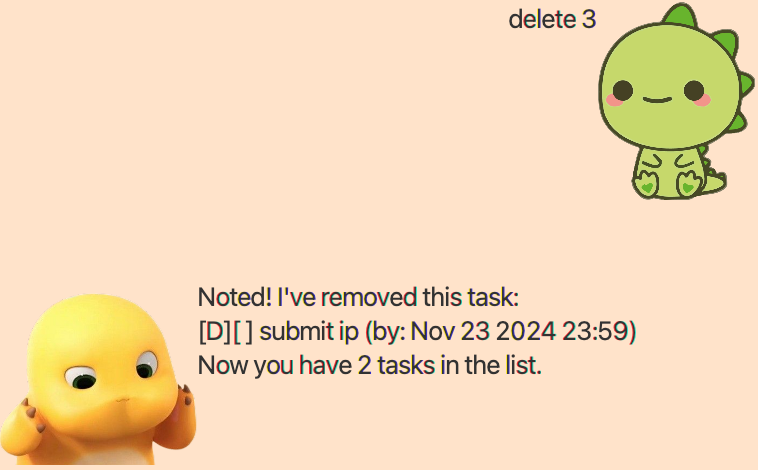 delete 3
Noted! I've removed this task:
[D][ ] submit ip (by: Nov 23 2024 23:59)
Now you have 2 tasks in the list.